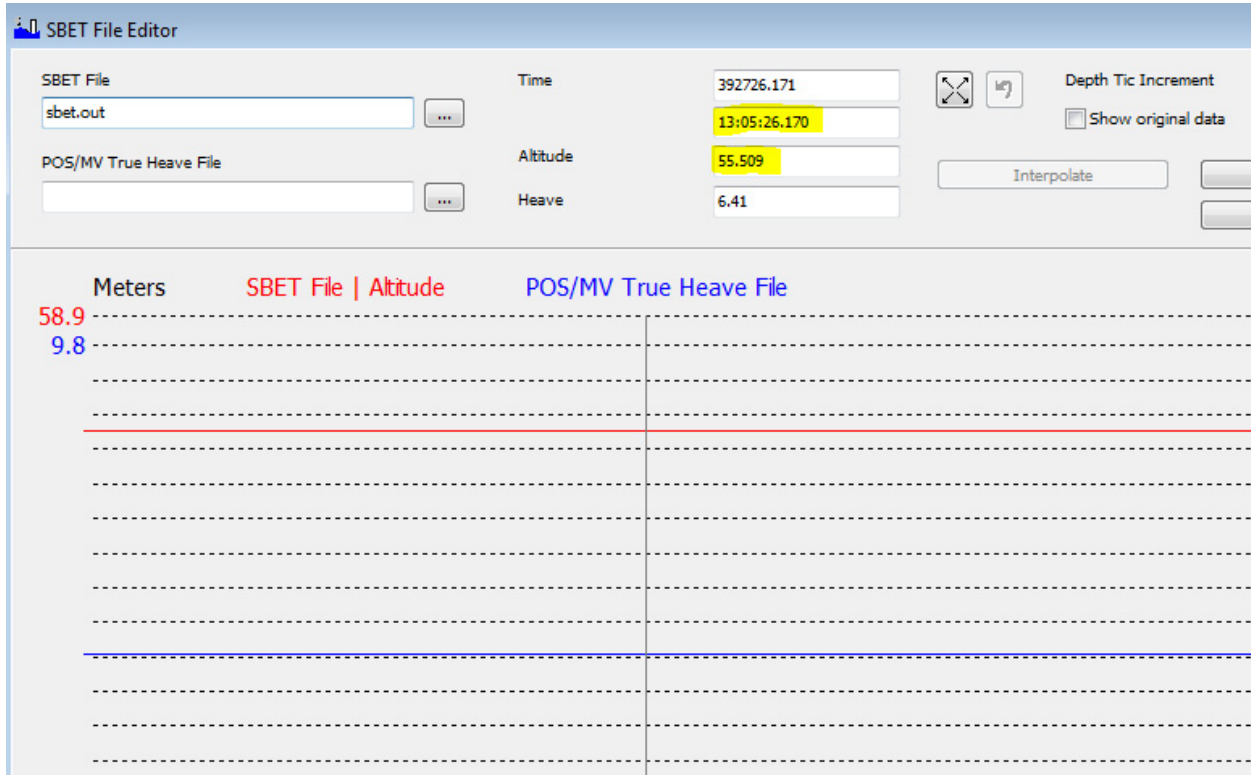 SBET File Editor
SBET File
Time
392726.171
Depth Tic Increment
sbet.out
...
13:05:26.170
Show original data
POS/MV True Heave File
Altitude
55.509
Interpolate
...
Heave
6.41
Meters
SBET File | Altitude
POS/MV True Heave File
58.9
9.8